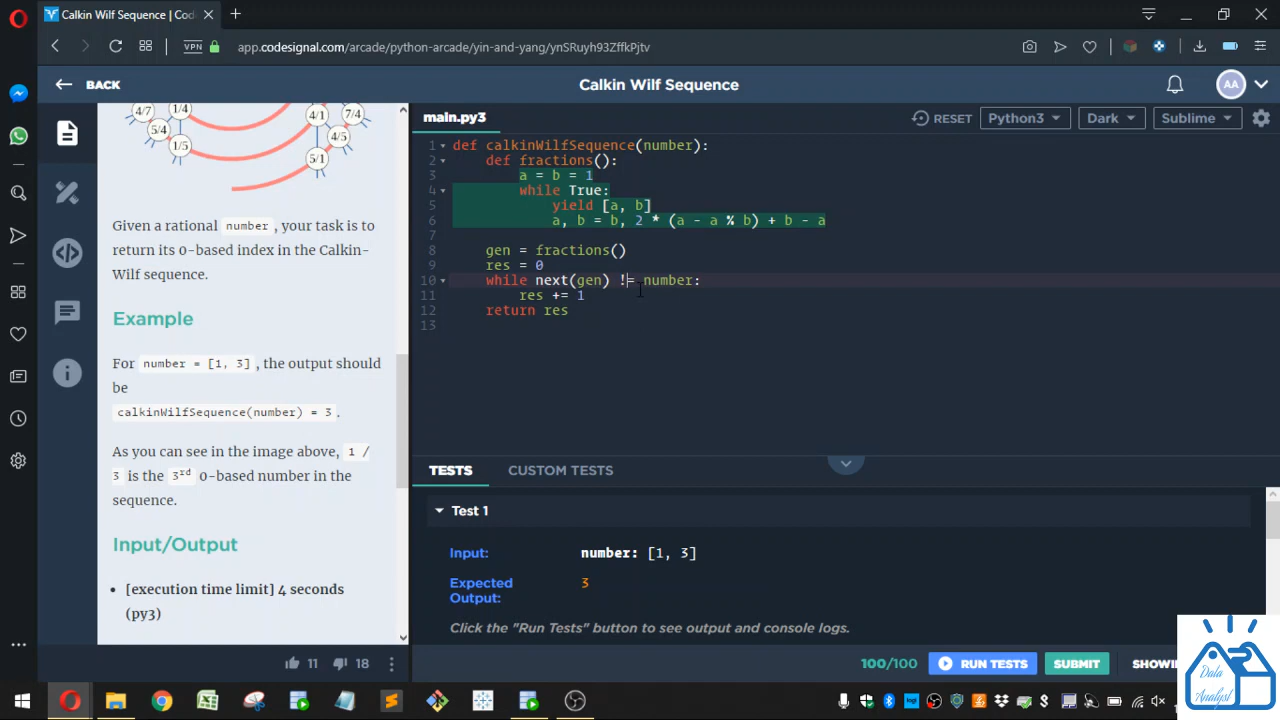 Calkin Wilf Sequence | Cod
VPN
app.codesignal.com/arcade/python-arcade/yin-and-yang/ynSRuyh93ZffkPjtv
BACK
Calkin Wilf Sequence
AA
4/7
1/4
5/4
1/5
4/1
7/4
4/5
5/1
Given a rational number, your task is to
return its 0-based index in the Calkin-
Wilf sequence.
Example
For number = [1, 3], the output should
be
calkinWilfSequence(number) = 3.
As you can see in the image above, 1 /
3 is the 3rd 0-based number in the
sequence.
Input/Output
• [execution time limit] 4 seconds
(py3)
11
18
main.py3
RESET
Python3
Dark
Sublime
1 def calkinWilfSequence(number):
2 def fractions():
3 a = b = 1
4 while True:
5 yield [a, b]
6 a, b = b, 2 * (a - a % b) + b - a
7
8 gen = fractions()
9 res = 0
10 while next(gen) != number:
11 res += 1
12 return res
13
TESTS
CUSTOM TESTS
Test 1
Input:
number: [1, 3]
Expected
Output:
3
Click the "Run Tests" button to see output and console logs.
100/100
RUN TESTS
SUBMIT
SHOWI
Data
Analyst